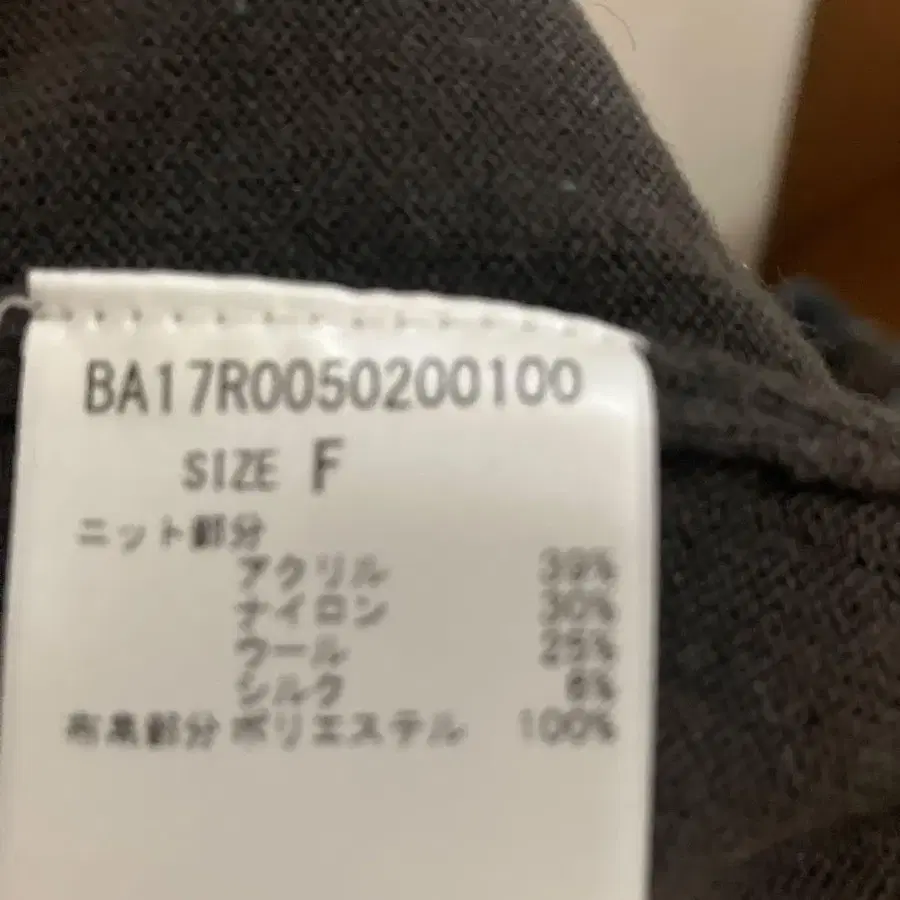 BA17R0050200100
SIZE F
ニット部分
アクリル 39%
ナイロン 30%
ウール 25%
シルク 6%
布帛部分 ポリエステル 100%